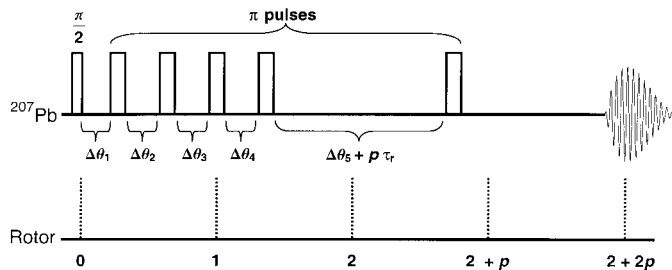 π/2
π pulses
²⁰⁷Pb
Δθ₁ Δθ₂ Δθ₃ Δθ₄ Δθ₅ + p τᵣ
Rotor
0 1 2 2 + p 2 + 2p